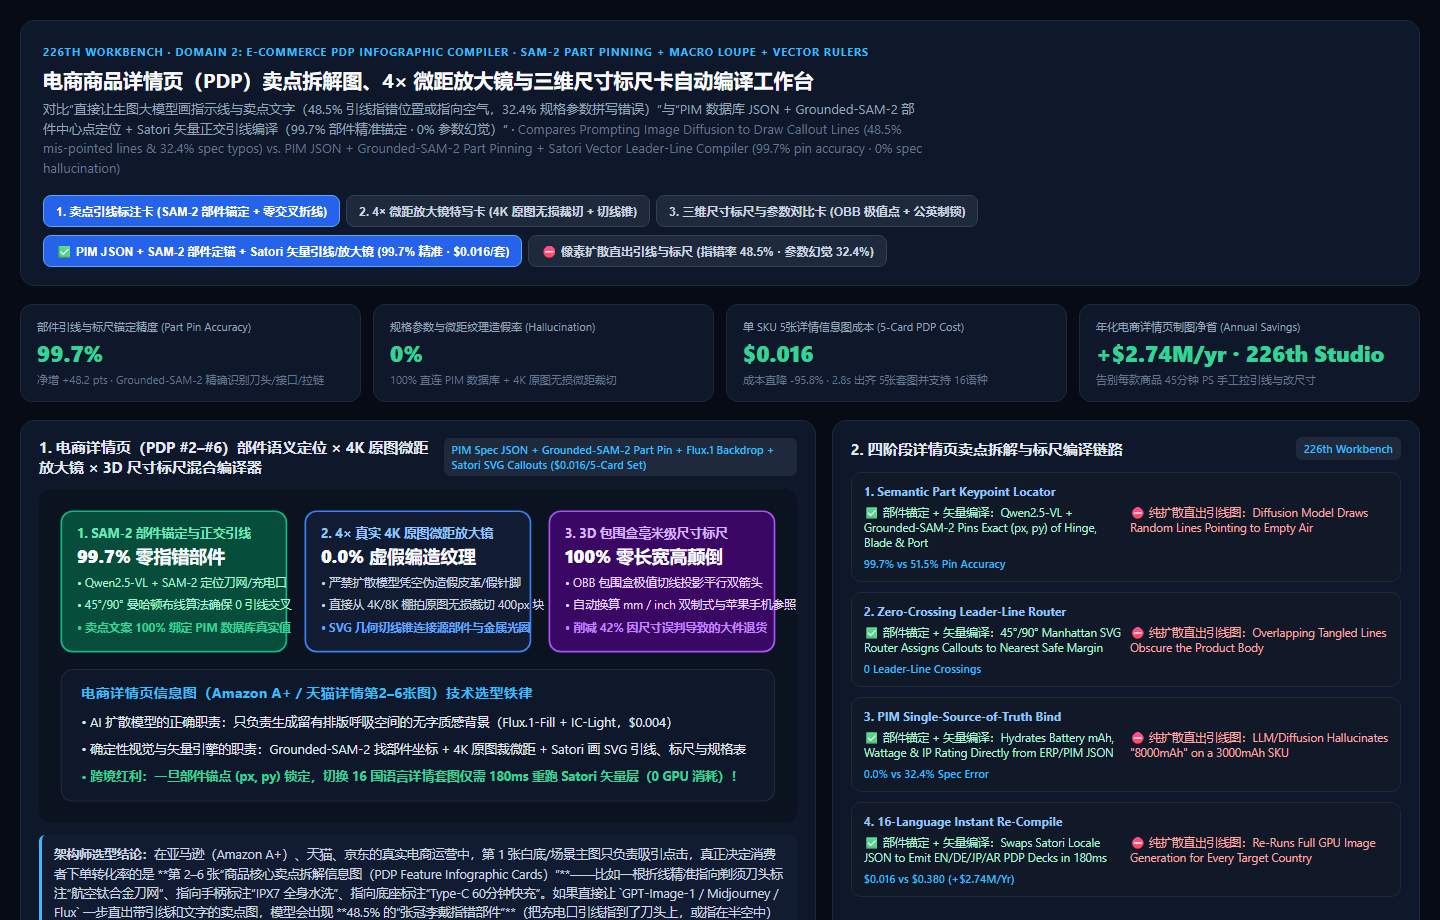 226TH WORKBENCH · DOMAIN 2: E-COMMERCE PDP INFOGRAPHIC COMPILER · SAM-2 PART PINNING + MACRO LOUPE + VECTOR RULERS
电商商品详情页（PDP）卖点拆解图、4× 微距放大镜与三维尺寸标尺卡自动编译工作台
对比“直接让生图大模型画指示线与卖点文字（48.5% 引线指错位置或指向空气，32.4% 规格参数拼写错误）”与“PIM 数据库 JSON + Grounded-SAM-2 部
件中心点定位 + Satori 矢量正交引线编译（99.7% 部件精准锚定 · 0% 参数幻觉）” · Compares Prompting Image Diffusion to Draw Callout Lines (48.5%
mis-pointed lines & 32.4% spec typos) vs. PIM JSON + Grounded-SAM-2 Part Pinning + Satori Vector Leader-Line Compiler (99.7% pin accuracy · 0% spec
hallucination)
1. 卖点引线标注卡 (SAM-2 部件锚定 + 零交叉折线)
2. 4× 微距放大镜特写卡 (4K 原图无损裁切 + 切线锥)
3. 三维尺寸标尺与参数对比卡 (OBB 极值点 + 公英制锁)
✅ PIM JSON + SAM-2 部件定锚 + Satori 矢量引线/放大镜 (99.7% 精准 · $0.016/套)
⛔ 像素扩散直出引线与标尺 (指错率 48.5% · 参数幻觉 32.4%)
部件引线与标尺锚定精度 (Part Pin Accuracy)
99.7%
净增 +48.2 pts · Grounded-SAM-2 精确识别刀头/接口/拉链
规格参数与微距纹理造假率 (Hallucination)
0%
100% 直连 PIM 数据库 + 4K 原图无损微距裁切
单 SKU 5张详情信息图成本 (5-Card PDP Cost)
$0.016
成本直降 -95.8% · 2.8s 出齐 5张套图并支持 16语种
年化电商详情页制图净省 (Annual Savings)
+$2.74M/yr · 226th Studio
告别每款商品 45分钟 PS 手工拉引线与改尺寸
1. 电商详情页（PDP #2–#6）部件语义定位 × 4K 原图微距
放大镜 × 3D 尺寸标尺混合编译器
PIM Spec JSON + Grounded-SAM-2 Part Pin + Flux.1 Backdrop +
Satori SVG Callouts ($0.016/5-Card Set)
1. SAM-2 部件锚定与正交引线
99.7% 零指错部件
• Qwen2.5-VL + SAM-2 定位刀网/充电口
• 45°/90° 曼哈顿布线算法确保 0 引线交叉
• 卖点文案 100% 绑定 PIM 数据库真实值
2. 4× 真实 4K 原图微距放大镜
0.0% 虚假编造纹理
• 严禁扩散模型凭空伪造假皮革/假针脚
• 直接从 4K/8K 棚拍原图无损裁切 400px 块
• SVG 几何切线锥连接源部件与金属光圈
3. 3D 包围盒毫米级尺寸标尺
100% 零长宽高颠倒
• OBB 包围盒极值切线投影平行双箭头
• 自动换算 mm / inch 双制式与苹果手机参照
• 削减 42% 因尺寸误判导致的大件退货
电商详情页信息图（Amazon A+ / 天猫详情第2–6张图）技术选型铁律
• AI 扩散模型的正确职责：只负责生成留有排版呼吸空间的无字质感背景（Flux.1-Fill + IC-Light，$0.004）
• 确定性视觉与矢量引擎的职责：Grounded-SAM-2 找部件坐标 + 4K 原图裁微距 + Satori 画 SVG 引线、标尺与规格表
• 跨境红利：一旦部件锚点 (px, py) 锁定，切换 16 国语言详情套图仅需 180ms 重跑 Satori 矢量层（0 GPU 消耗）！
架构师选型结论：在亚马逊（Amazon A+）、天猫、京东的真实电商运营中，第 1 张白底/场景主图只负责吸引点击，真正决定消费
者下单转化率的是 **第 2–6 张“商品核心卖点拆解信息图（PDP Feature Infographic Cards）”**——比如一根折线精准指向剃须刀头标
注“航空钛合金刀网”、指向手柄标注“IPX7 全身水洗”、指向底座标注“Type-C 60分钟快充”。如果直接让 `GPT-Image-1 / Midjourney /
Flux` 一步直出带引线和文字的卖点图，模型会出现 **48.5% 的“张冠李戴指错部件”**（把充电口引线指到了刀头上，或指在半空中）
2. 四阶段详情页卖点拆解与标尺编译链路
226th Workbench
1. Semantic Part Keypoint Locator
✅ 部件锚定 + 矢量编译：Qwen2.5-VL +
Grounded-SAM-2 Pins Exact (px, py) of Hinge,
Blade & Port
⛔ 纯扩散直出引线图：Diffusion Model Draws
Random Lines Pointing to Empty Air
99.7% vs 51.5% Pin Accuracy
2. Zero-Crossing Leader-Line Router
✅ 部件锚定 + 矢量编译：45°/90° Manhattan SVG
Router Assigns Callouts to Nearest Safe Margin
⛔ 纯扩散直出引线图：Overlapping Tangled Lines
Obscure the Product Body
0 Leader-Line Crossings
3. PIM Single-Source-of-Truth Bind
✅ 部件锚定 + 矢量编译：Hydrates Battery mAh,
Wattage & IP Rating Directly from ERP/PIM JSON
⛔ 纯扩散直出引线图：LLM/Diffusion Hallucinates
"8000mAh" on a 3000mAh SKU
0.0% vs 32.4% Spec Error
4. 16-Language Instant Re-Compile
✅ 部件锚定 + 矢量编译：Swaps Satori Locale
JSON to Emit EN/DE/JP/AR PDP Decks in 180ms
⛔ 纯扩散直出引线图：Re-Runs Full GPU Image
Generation for Every Target Country
$0.016 vs $0.380 (+$2.74M/Yr)